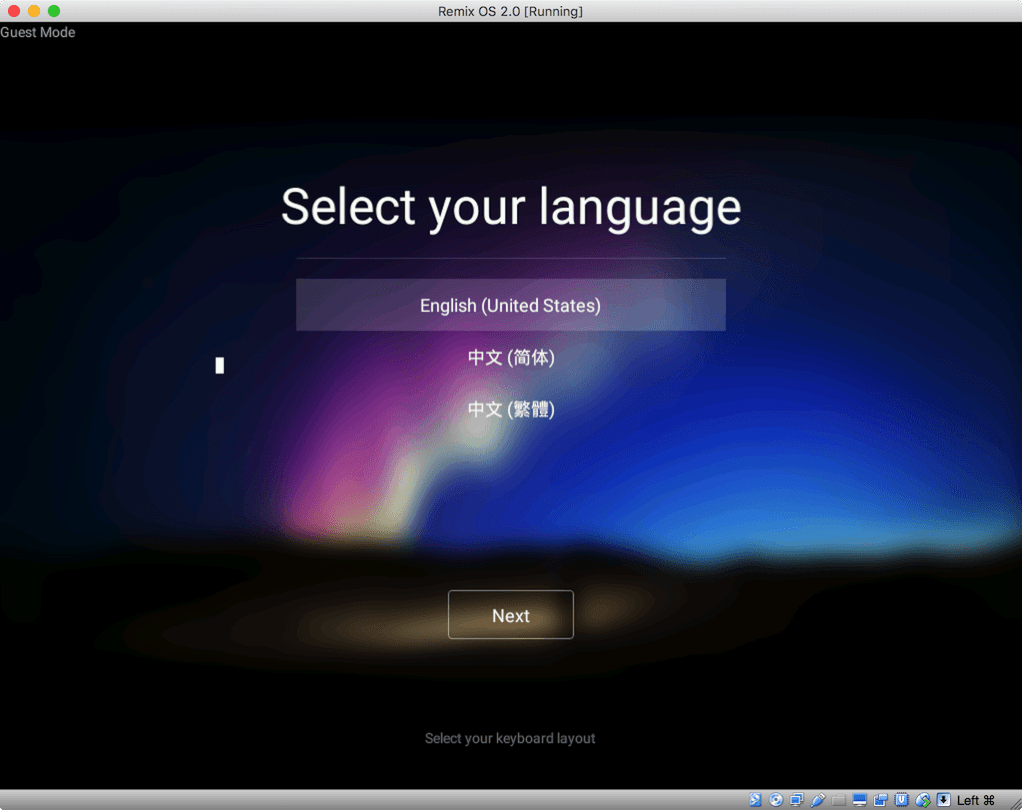 Remix OS 2.0 [Running]
Guest Mode
Select your language
English (United States)
中文 (简体)
中文 (繁體)
Next
Select your keyboard layout
Left ⌘